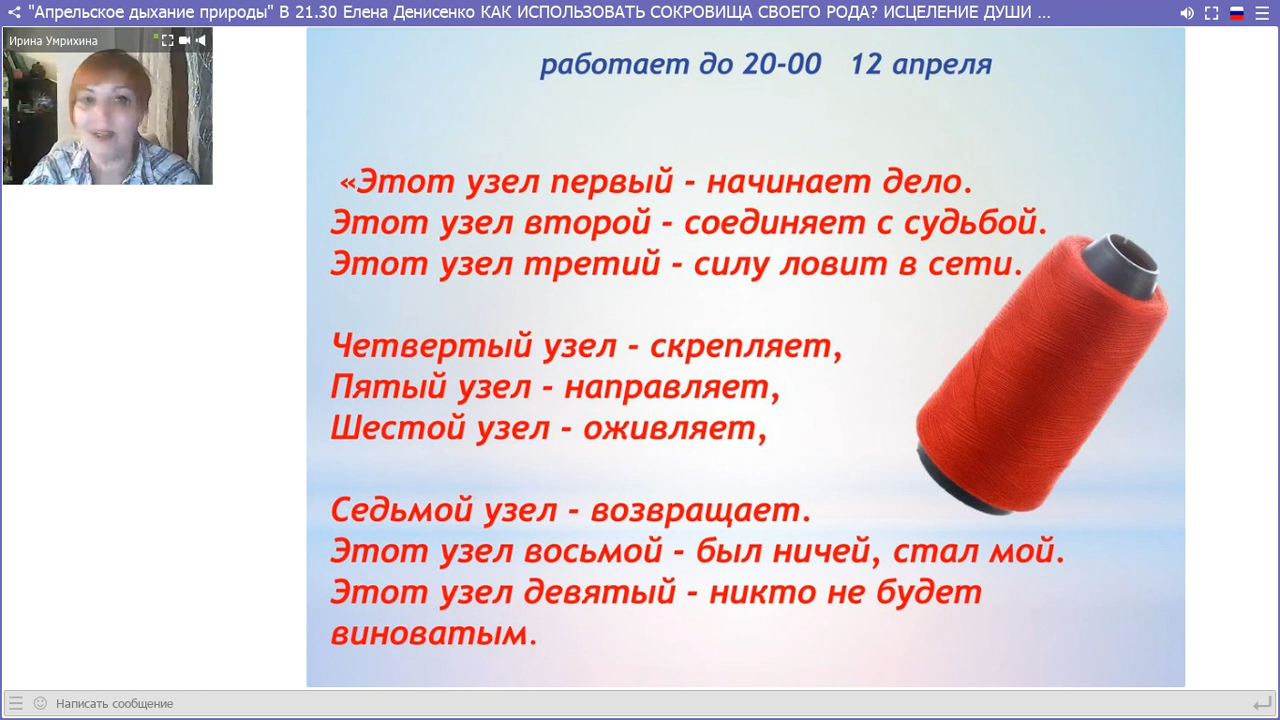 "Апрельское дыхание природы" В 21.30 Елена Денисенко КАК ИСПОЛЬЗОВАТЬ СОКРОВИЩА СВОЕГО РОДА? ИСЦЕЛЕНИЕ ДУШИ ...
Ирина Умрихина
работает до 20-00 12 апреля
«Этот узел первый - начинает дело.
Этот узел второй - соединяет с судьбой.
Этот узел третий - силу ловит в сети.
Четвертый узел - скрепляет,
Пятый узел - направляет,
Шестой узел - оживляет,
Седьмой узел - возвращает.
Этот узел восьмой - был ничей, стал мой.
Этот узел девятый - никто не будет
виноватым.
Написать сообщение